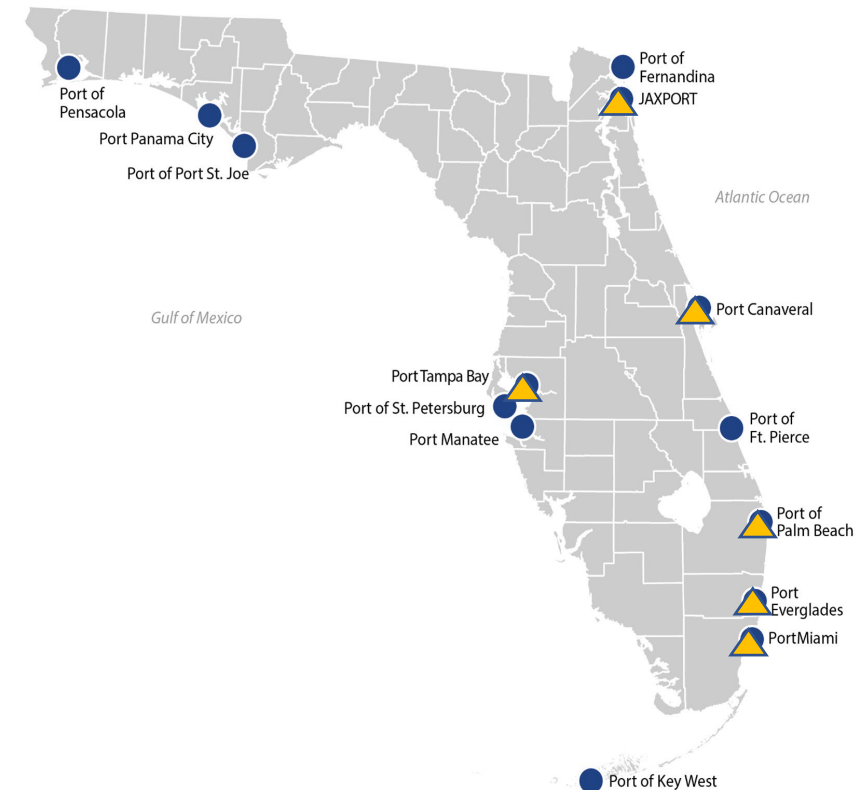 Port of
Fernandina
JAXPORT
Port of
Pensacola
Port Panama City
Port of Port St. Joe
Atlantic Ocean
Gulf of Mexico
Port Canaveral
Port Tampa Bay
Port of St. Petersburg
Port Manatee
Port of
Ft. Pierce
Port of
Palm Beach
Port
Everglades
PortMiami
Port of Key West